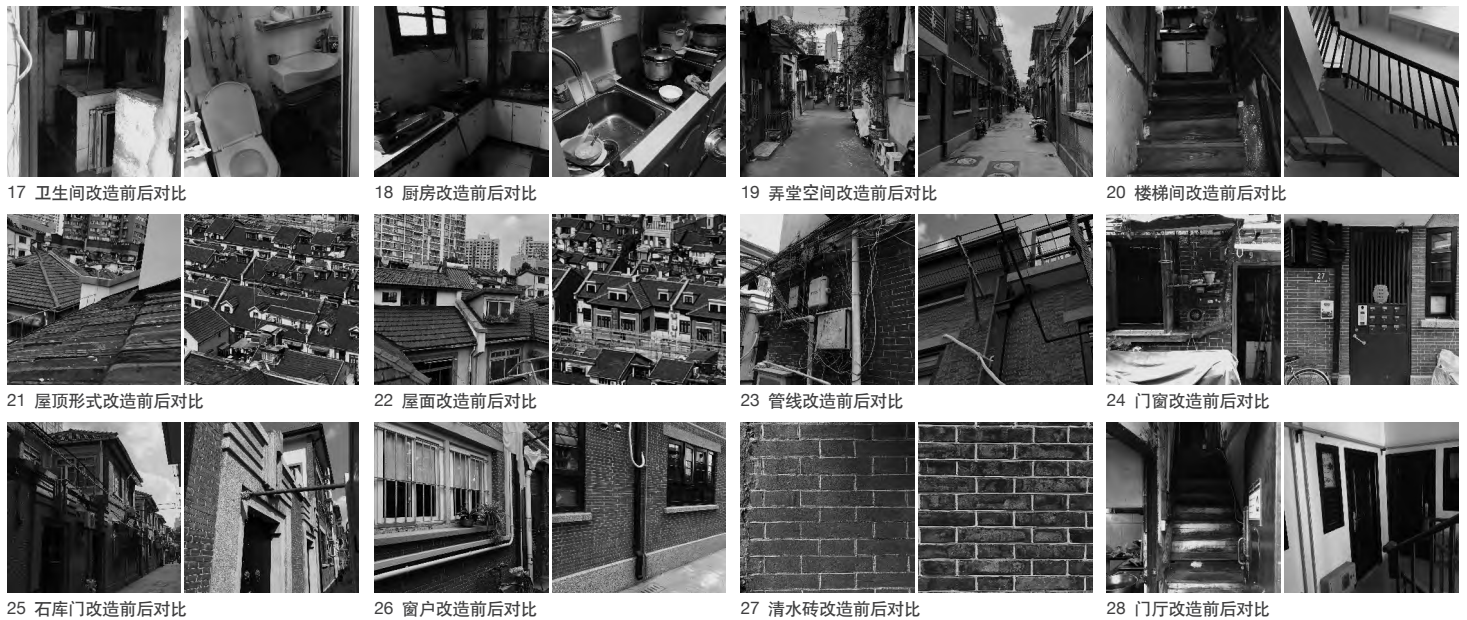 17 卫生间改造前后对比
18 厨房改造前后对比
19 弄堂空间改造前后对比
20 楼梯间改造前后对比
27
21 屋顶形式改造前后对比
22 屋面改造前后对比
23 管线改造前后对比
24 门窗改造前后对比
25 石库门改造前后对比
26 窗户改造前后对比
27 清水砖改造前后对比
28 门厅改造前后对比